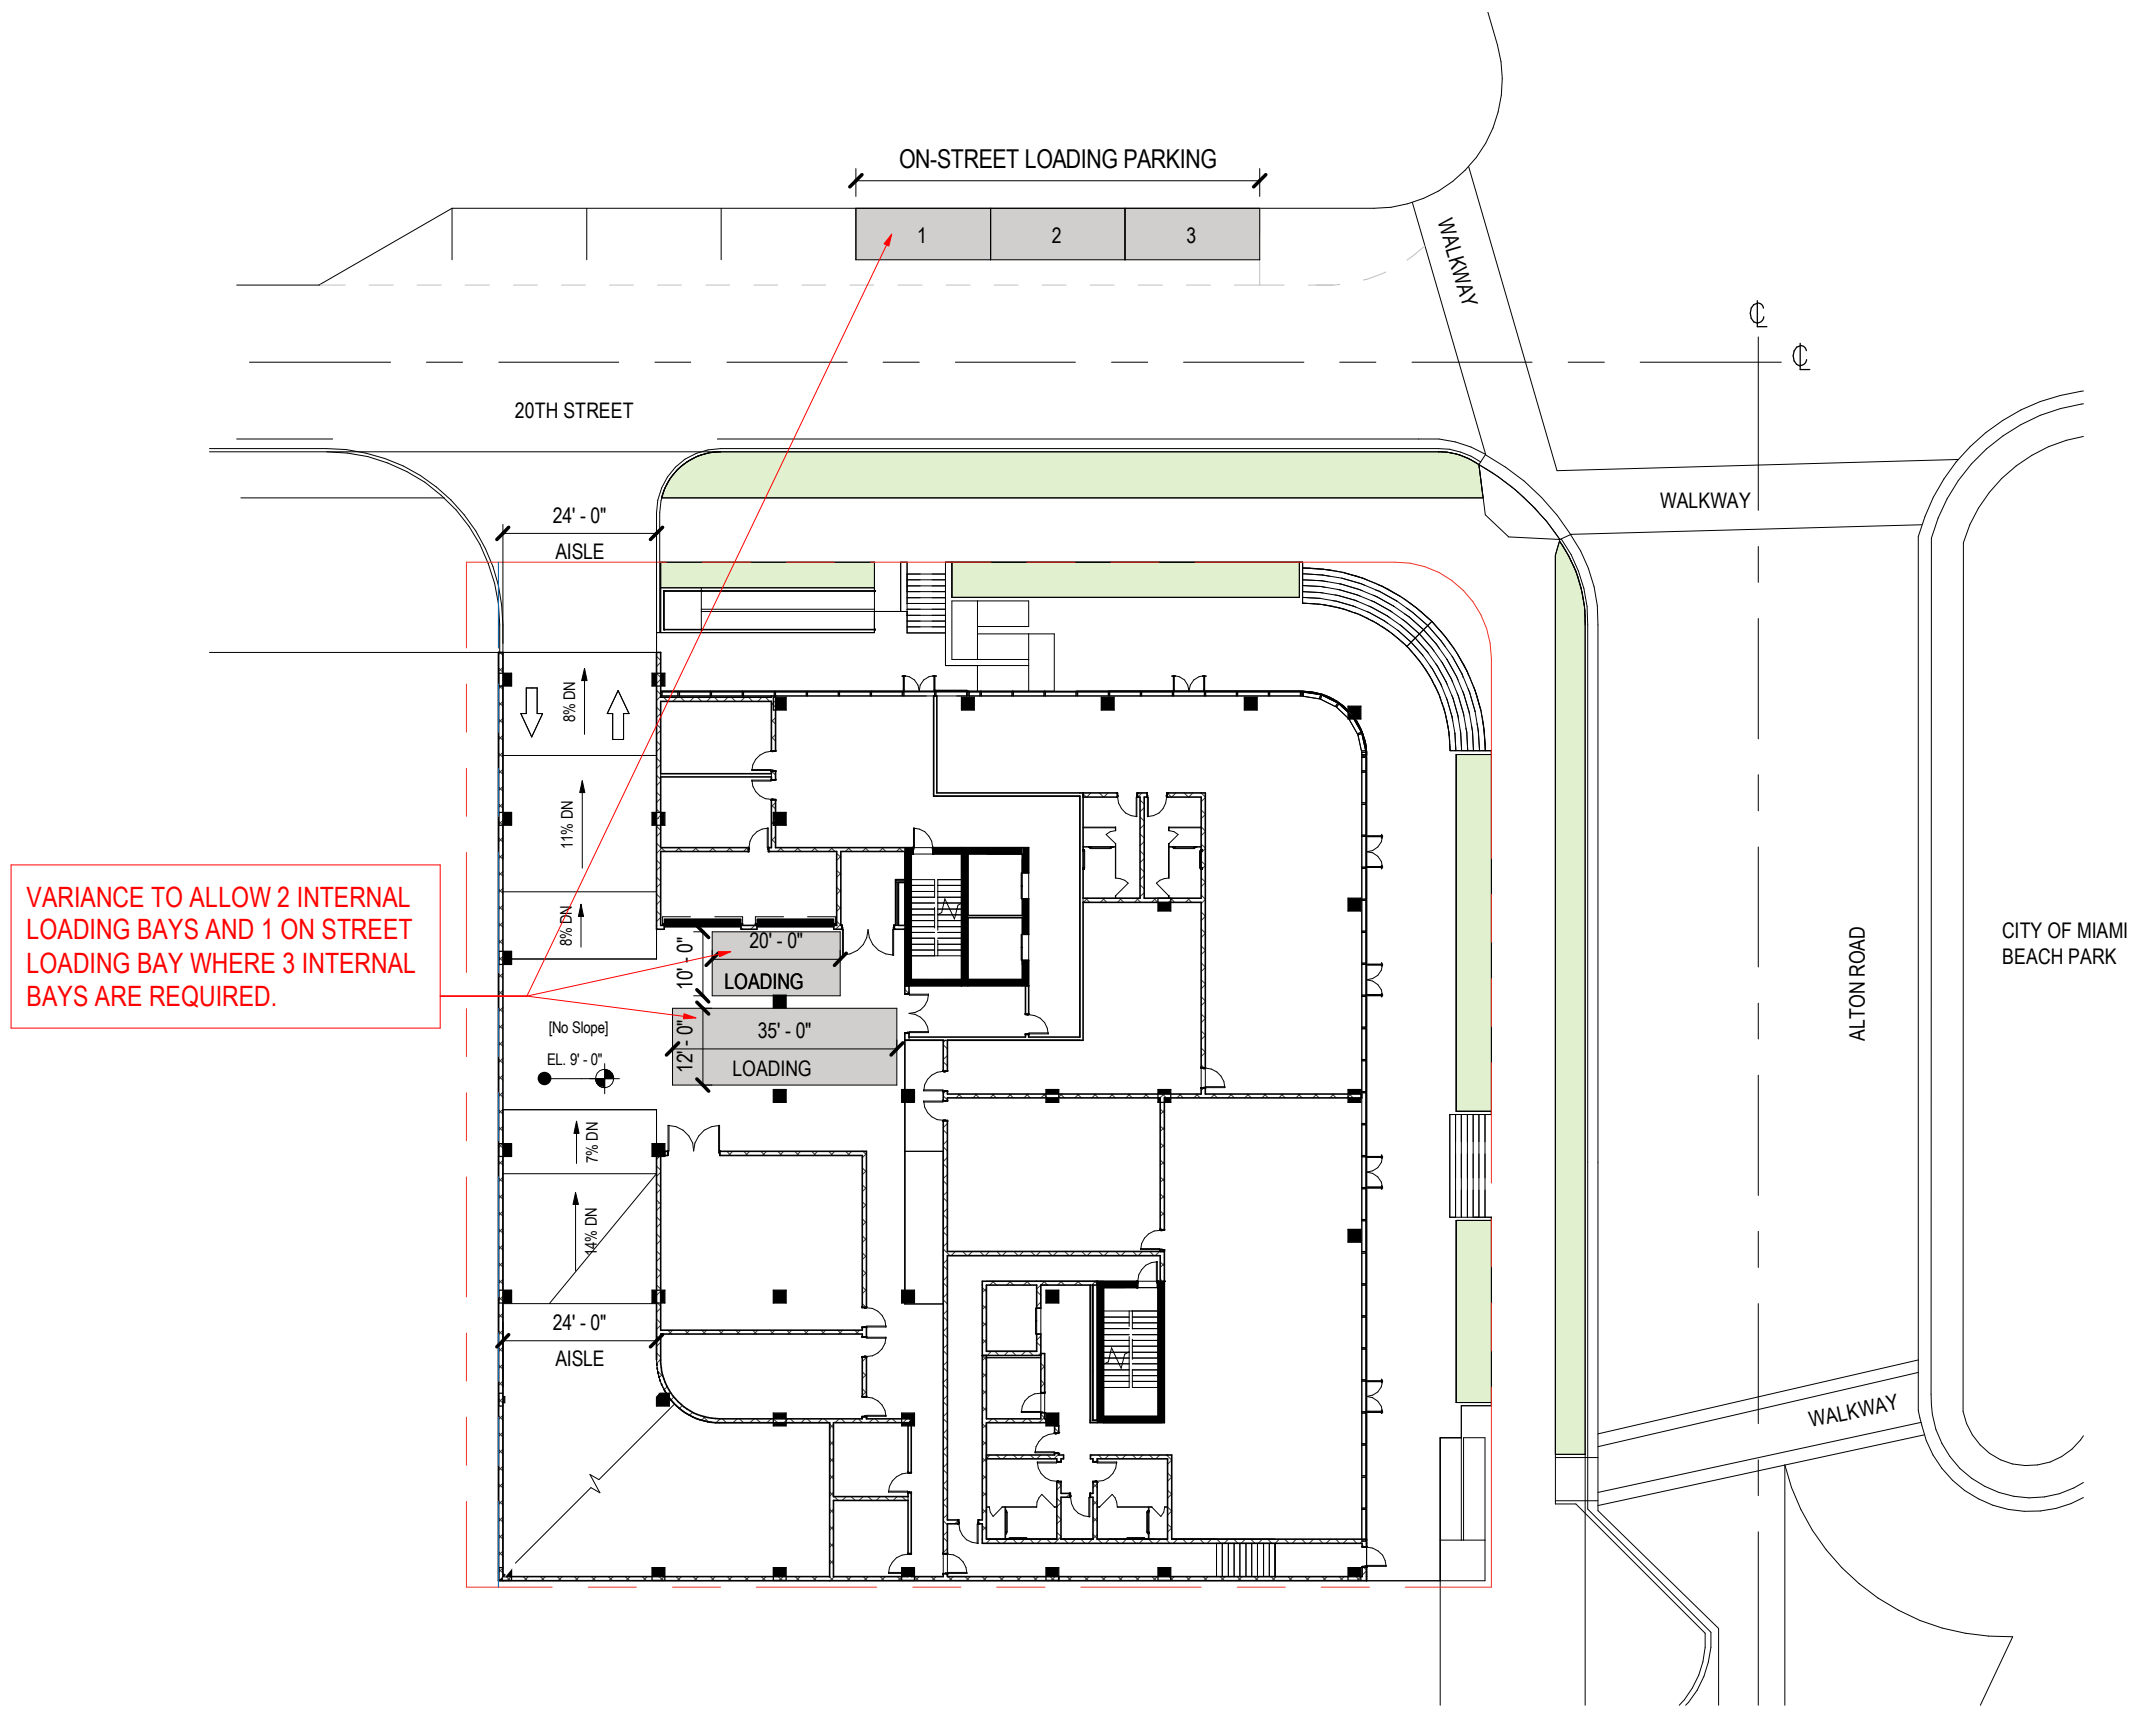 ON-STREET LOADING PARKING
1
2
3
WALKWAY
℄
℄
20TH STREET
WALKWAY
24' - 0"
AISLE
8% DN
11% DN
8% DN
VARIANCE TO ALLOW 2 INTERNAL
LOADING BAYS AND 1 ON STREET
LOADING BAY WHERE 3 INTERNAL
BAYS ARE REQUIRED.
20' - 0"
10' - 0"
LOADING
35' - 0"
12' - 0"
LOADING
[No Slope]
EL. 9' - 0"
ALTON ROAD
CITY OF MIAMI
BEACH PARK
7% DN
14% DN
24' - 0"
AISLE
WALKWAY